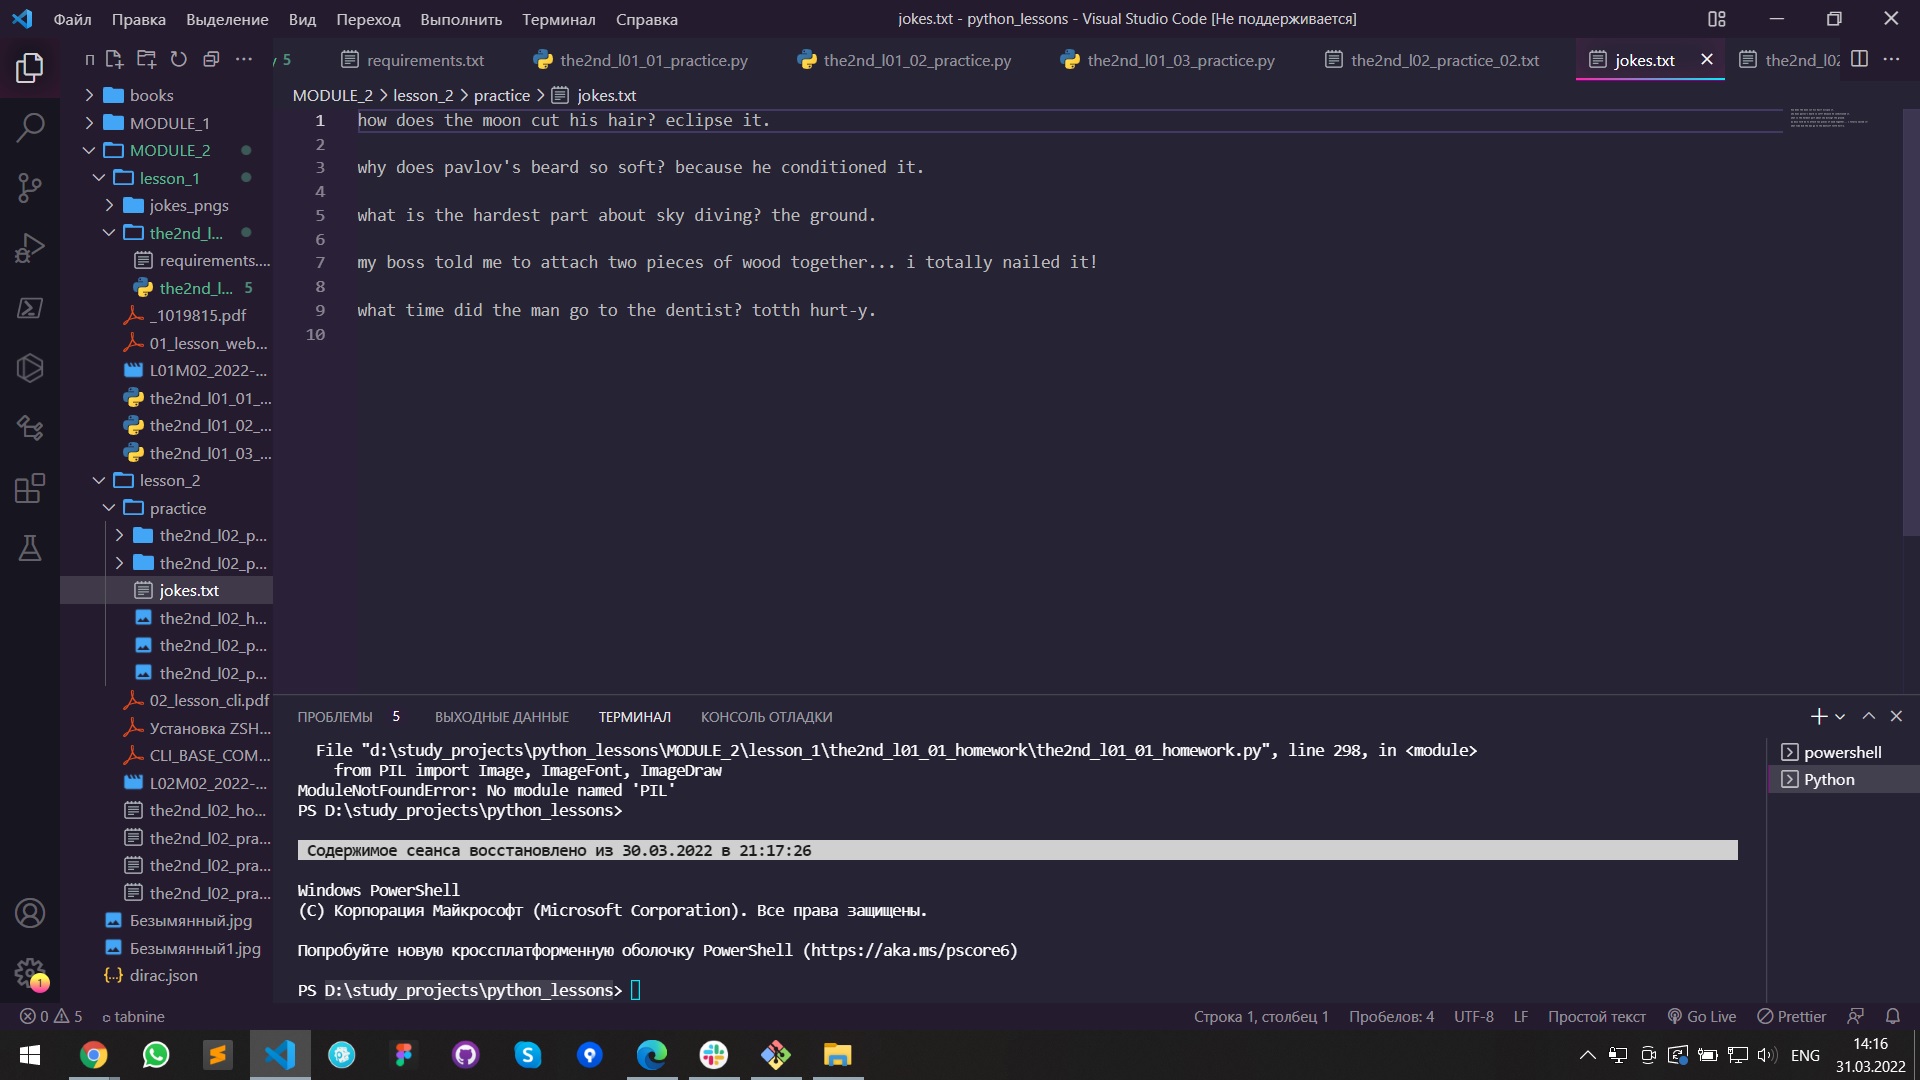 Файл Правка Выделение Вид Переход Выполнить Терминал Справка jokes.txt - python_lessons - Visual Studio Code [Не поддерживается]
П
y 5 requirements.txt the2nd_l01_01_practice.py the2nd_l01_02_practice.py the2nd_l01_03_practice.py the2nd_l02_practice_02.txt jokes.txt the2nd_l02
MODULE_2 > lesson_2 > practice > jokes.txt
books
MODULE_1
MODULE_2
lesson_1
jokes_pngs
the2nd_l...
requirements....
the2nd_l... 5
_1019815.pdf
01_lesson_web...
L01M02_2022-...
the2nd_l01_01_...
the2nd_l01_02_...
the2nd_l01_03_...
lesson_2
practice
the2nd_l02_p...
the2nd_l02_p...
jokes.txt
the2nd_l02_h...
the2nd_l02_p...
the2nd_l02_p...
02_lesson_cli.pdf
Установка ZSH...
CLI_BASE_COM...
L02M02_2022-...
the2nd_l02_ho...
the2nd_l02_pra...
the2nd_l02_pra...
the2nd_l02_pra...
Безымянный.jpg
Безымянный1.jpg
dirac.json
1
1 how does the moon cut his hair? eclipse it.
2
3 why does pavlov's beard so soft? because he conditioned it.
4
5 what is the hardest part about sky diving? the ground.
6
7 my boss told me to attach two pieces of wood together... i totally nailed it!
8
9 what time did the man go to the dentist? totth hurt-y.
10
ПРОБЛЕМЫ 5 ВЫХОДНЫЕ ДАННЫЕ ТЕРМИНАЛ КОНСОЛЬ ОТЛАДКИ
File "d:\study_projects\python_lessons\MODULE_2\lesson_1\the2nd_l01_01_homework\the2nd_l01_01_homework.py", line 298, in <module>
from PIL import Image, ImageFont, ImageDraw
ModuleNotFoundError: No module named 'PIL'
PS D:\study_projects\python_lessons>
Содержимое сеанса восстановлено из 30.03.2022 в 21:17:26
Windows PowerShell
(C) Корпорация Майкрософт (Microsoft Corporation). Все права защищены.
Попробуйте новую кроссплатформенную оболочку PowerShell (https://aka.ms/pscore6)
PS D:\study_projects\python_lessons>
powershell
Python
0 5 tabnine Строка 1, столбец 1 Пробелов: 4 UTF-8 LF Простой текст Go Live Prettier
ENG 14:16
31.03.2022